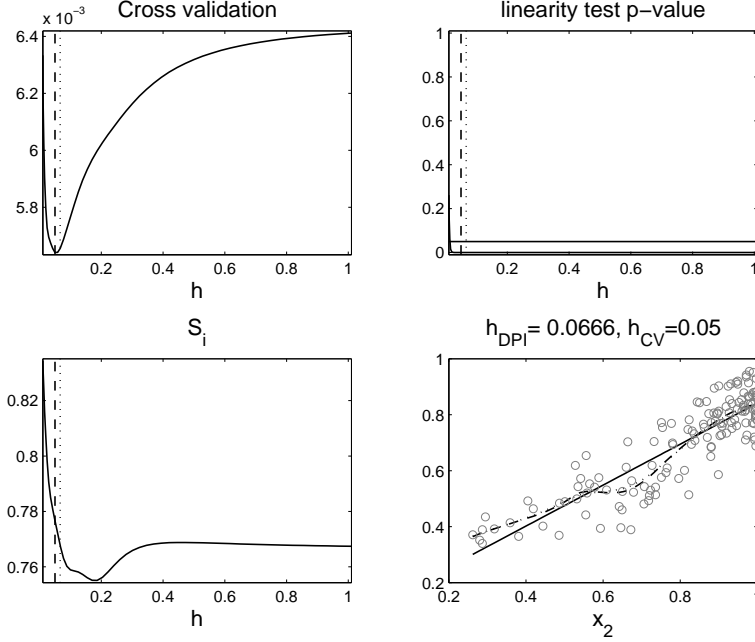 Cross validation
x 10⁻³
6.4
6.2
6
5.8
0.2 0.4 0.6 0.8 1
h
linearity test p−value
1
0.8
0.6
0.4
0.2
0
0.2 0.4 0.6 0.8 1
h
S_i
0.82
0.8
0.78
0.76
0.2 0.4 0.6 0.8 1
h
h_DPI= 0.0666, h_CV=0.05
1
0.8
0.6
0.4
0.2
0.2 0.4 0.6 0.8 1
x_2